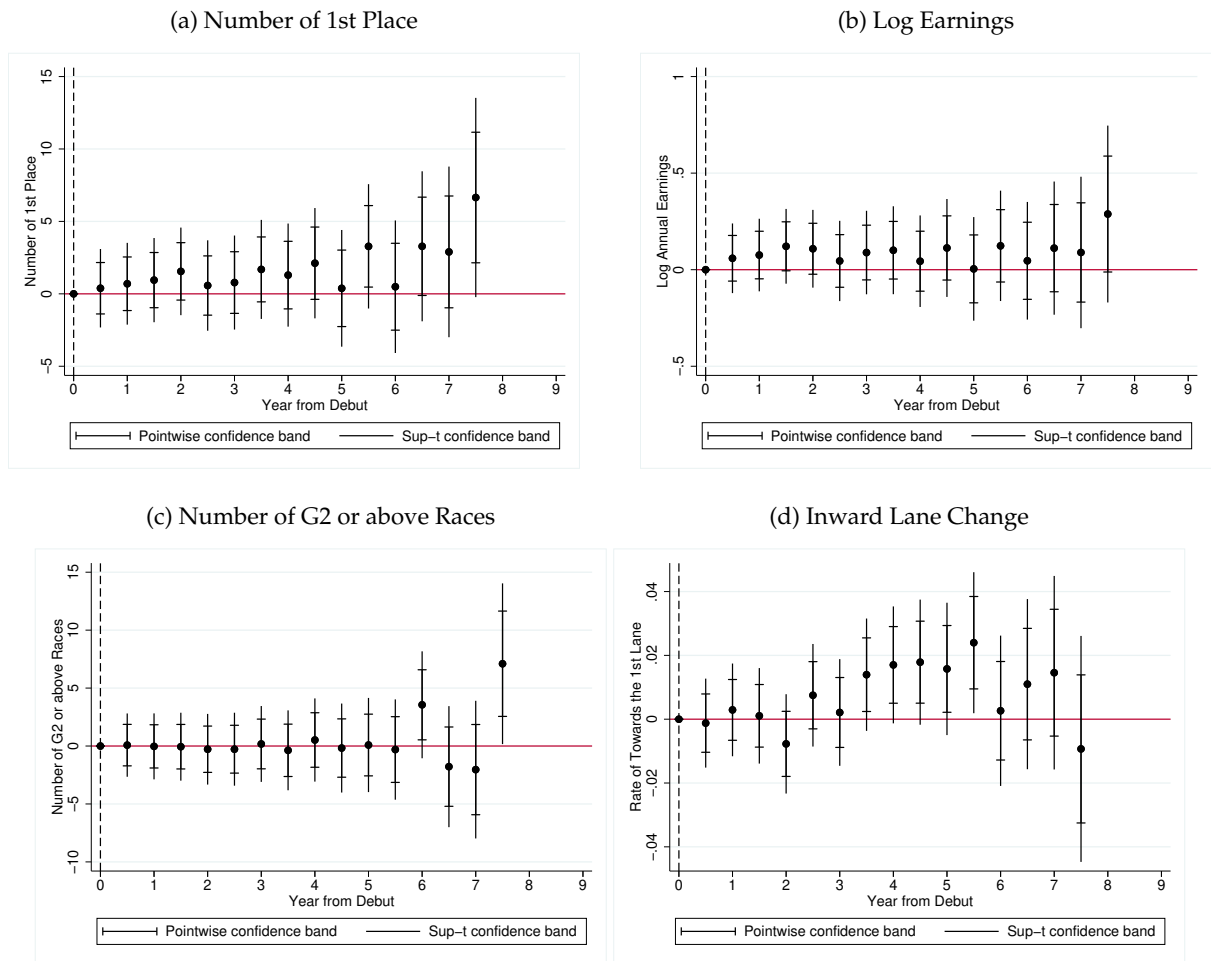 (a) Number of 1st Place
(b) Log Earnings
Number of 1st Place
15
10
5
0
−5
0 1 2 3 4 5 6 7 8 9
Year from Debut
Pointwise confidence band Sup−t confidence band
Log Annual Earnings
1
.5
0
−.5
0 1 2 3 4 5 6 7 8 9
Year from Debut
Pointwise confidence band Sup−t confidence band
(c) Number of G2 or above Races
(d) Inward Lane Change
Number of G2 or above Races
15
10
5
0
−5
−10
0 1 2 3 4 5 6 7 8 9
Year from Debut
Pointwise confidence band Sup−t confidence band
Rate of Towards the 1st Lane
.04
.02
0
−.02
−.04
0 1 2 3 4 5 6 7 8 9
Year from Debut
Pointwise confidence band Sup−t confidence band